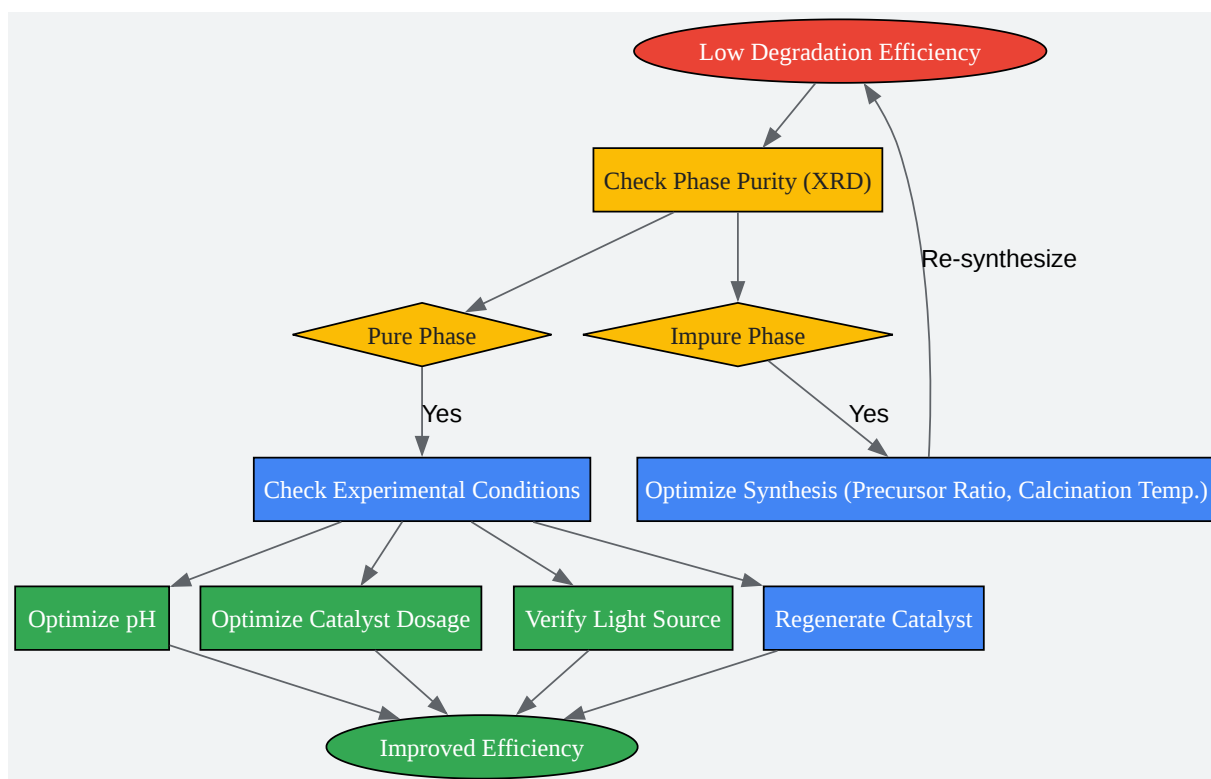 Low Degradation Efficiency
Check Phase Purity (XRD)
Re-synthesize
Pure Phase
Impure Phase
Yes
Yes
Check Experimental Conditions
Optimize Synthesis (Precursor Ratio, Calcination Temp.)
Optimize pH
Optimize Catalyst Dosage
Verify Light Source
Regenerate Catalyst
Improved Efficiency